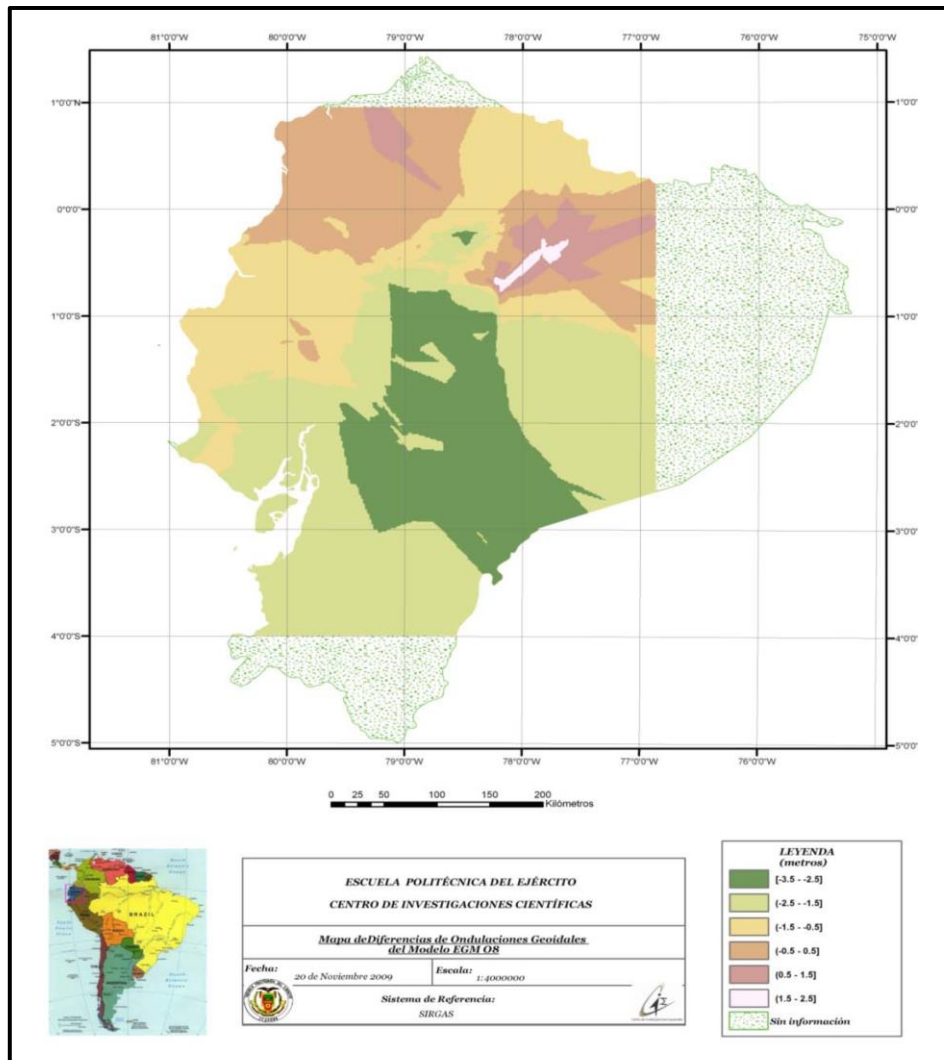 81°0'0"W 80°0'0"W 79°0'0"W 78°0'0"W 77°0'0"W 76°0'0"W 75°0'0"W
1°0'0"N
1°0'0"
0°0'0"
0°0'0"
1°0'0"S
1°0'0"
2°0'0"S
2°0'0"
3°0'0"S
3°0'0"
4°0'0"S
4°0'0"
5°0'0"S
5°0'0"
81°0'0"W 80°0'0"W 79°0'0"W 78°0'0"W 77°0'0"W 76°0'0"W
0 25 50 100 150 200
Kilómetros
BRAZIL
ESCUELA POLITÉCNICA DEL EJÉRCITO
CENTRO DE INVESTIGACIONES CIENTÍFICAS
Mapa deDiferencias de Ondulaciones Geoidales
del Modelo EGM O8
Fecha:
20 de Noviembre 2009
Escala:
1:4000000
Sistema de Referencia:
SIRGAS
LEYENDA
(metros)
[-3.5 - -2.5]
(-2.5 - -1.5]
(-1.5 - -0.5]
(-0.5 - 0.5]
(0.5 - 1.5]
(1.5 - 2.5]
Sin información